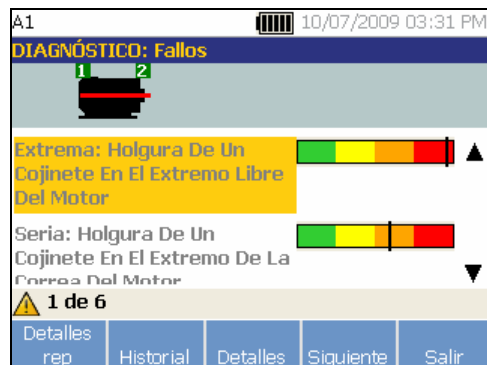 A1 10/07/2009 03:31 PM
DIAGNÓSTICO: Fallos
1 2
Extrema: Holgura De Un
Cojinete En El Extremo Libre
Del Motor
Seria: Holgura De Un
Cojinete En El Extremo De La
Correa Del Motor
1 de 6
Detalles
rep Historial Detalles Siguiente Salir